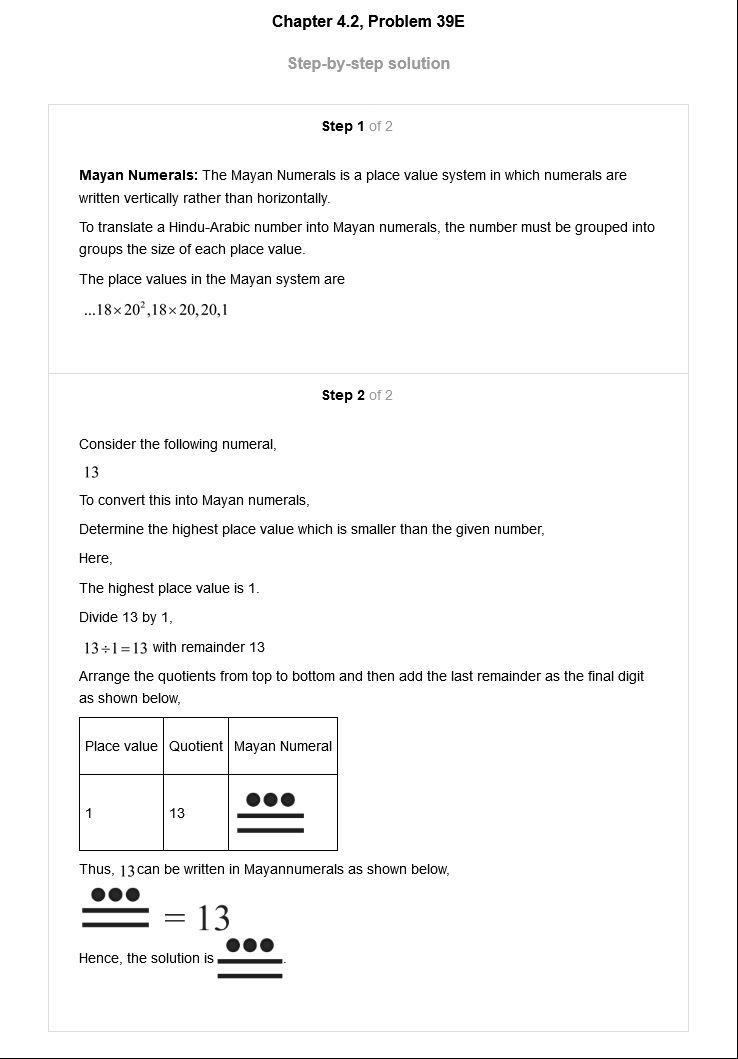 Chapter 4.2, Problem 39E
Step-by-step solution
Step 1 of 2
Mayan Numerals: The Mayan Numerals is a place value system in which numerals are
written vertically rather than horizontally.
To translate a Hindu-Arabic number into Mayan numerals, the number must be grouped into
groups the size of each place value.
The place values in the Mayan system are
...18×20²,18×20,20,1
Step 2 of 2
Consider the following numeral,
13
To convert this into Mayan numerals,
Determine the highest place value which is smaller than the given number,
Here,
The highest place value is 1.
Divide 13 by 1,
13÷1=13 with remainder 13
Arrange the quotients from top to bottom and then add the last remainder as the final digit
as shown below,
Place value Quotient Mayan Numeral
1 13
Thus, 13 can be written in Mayannumerals as shown below,
= 13
Hence, the solution is .